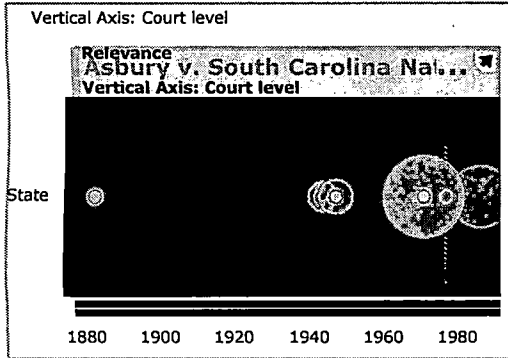 Vertical Axis: Court level
Relevance
Asbury v. South Carolina Nat...
Vertical Axis: Court level
State
1880 1900 1920 1940 1960 1980